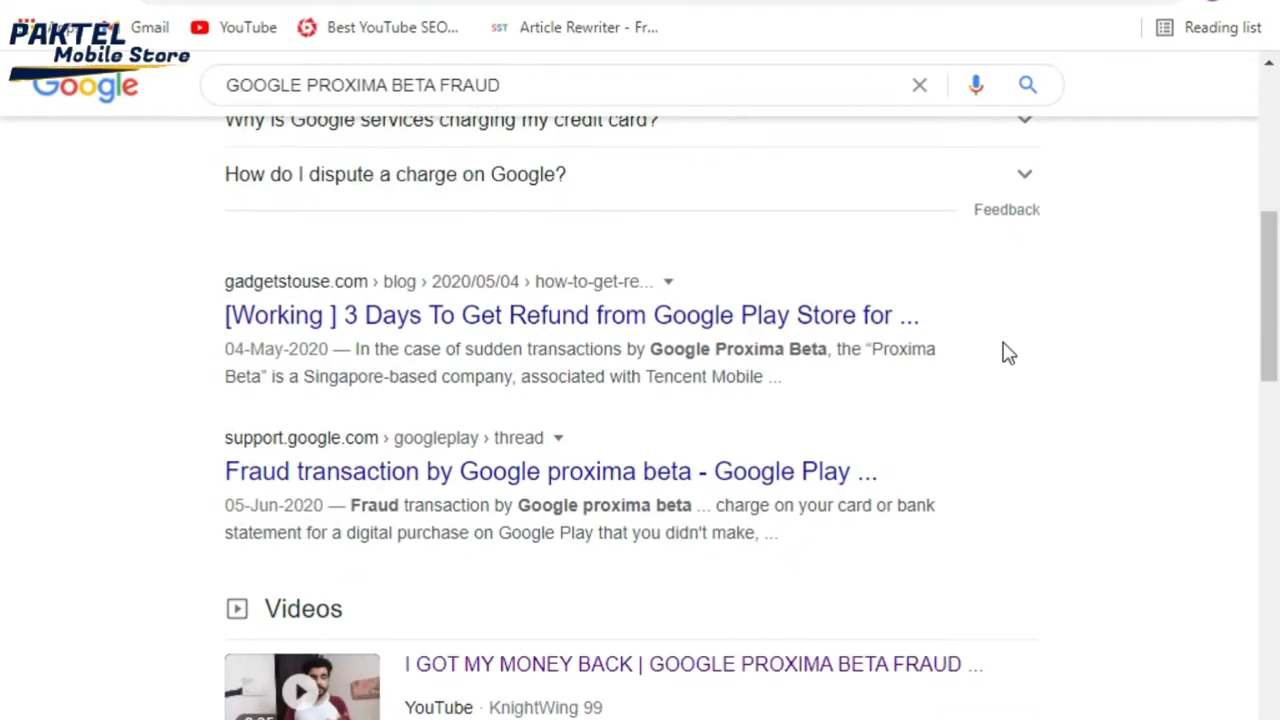 PAKTEL
Mobile Store
Gmail
YouTube
Best YouTube SEO...
SST
Article Rewriter - Fr...
Reading list
Google
GOOGLE PROXIMA BETA FRAUD
Why is Google services charging my credit card?
How do I dispute a charge on Google?
Feedback
gadgetstouse.com › blog › 2020/05/04 › how-to-get-re...
[Working ] 3 Days To Get Refund from Google Play Store for ...
04-May-2020 — In the case of sudden transactions by Google Proxima Beta, the “Proxima
Beta” is a Singapore-based company, associated with Tencent Mobile ...
support.google.com › googleplay › thread
Fraud transaction by Google proxima beta - Google Play ...
05-Jun-2020 — Fraud transaction by Google proxima beta ... charge on your card or bank
statement for a digital purchase on Google Play that you didn't make, ...
Videos
I GOT MY MONEY BACK | GOOGLE PROXIMA BETA FRAUD ...
YouTube · KnightWing 99